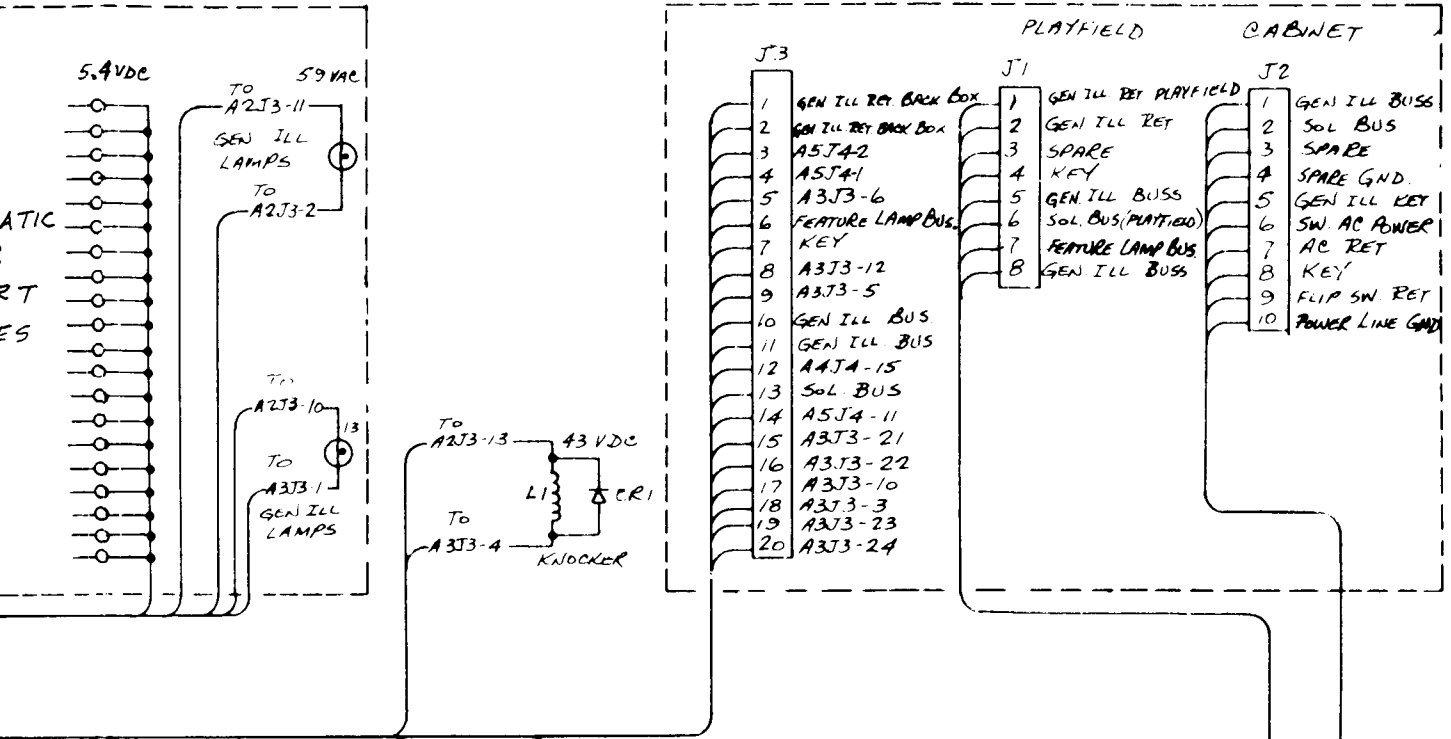 PLAYFIELD
CABINET
5.4VDC
TO
A2J3-11
59 VAC
GEN ILL
LAMPS
TO
A2J3-2
ATIC
RT
ES
TO
A2J3-10
13
TO
A3J3-1
GEN ILL
LAMPS
TO
A2J3-13
43 VDC
L1
CR1
TO
A3J3-4
KNOCKER
J3
1 GEN ILL RET. BACK BOX
2 GEN ILL RET BACK BOX
3 A5J42
4 A5J4-1
5 A3J3-6
6 FEATURE LAMP BUS.
7 KEY
8 A3J3-12
9 A3J3-5
10 GEN ILL BUS.
11 GEN ILL BUS
12 A4J4-15
13 SOL. BUS
14 A5J4-11
15 A3J3-21
16 A3J3-22
17 A3J3-10
18 A3J3-3
19 A3J3-23
20 A3J3-24
J1
1 GEN ILL RET PLAYFIELD
2 GEN ILL RET
3 SPARE
4 KEY
5 GEN. ILL BUSS
6 SOL. BUS (PLAYFIELD)
7 FEATURE LAMP BUS.
8 GEN ILL BUSS
J2
1 GEN ILL BUSS
2 SOL BUS
3 SPARE
4 SPARE GND.
5 GEN ILL KEY
6 SW. AC POWER
7 AC RET
8 KEY
9 FLIP SW. RET
10 POWER LINE GND